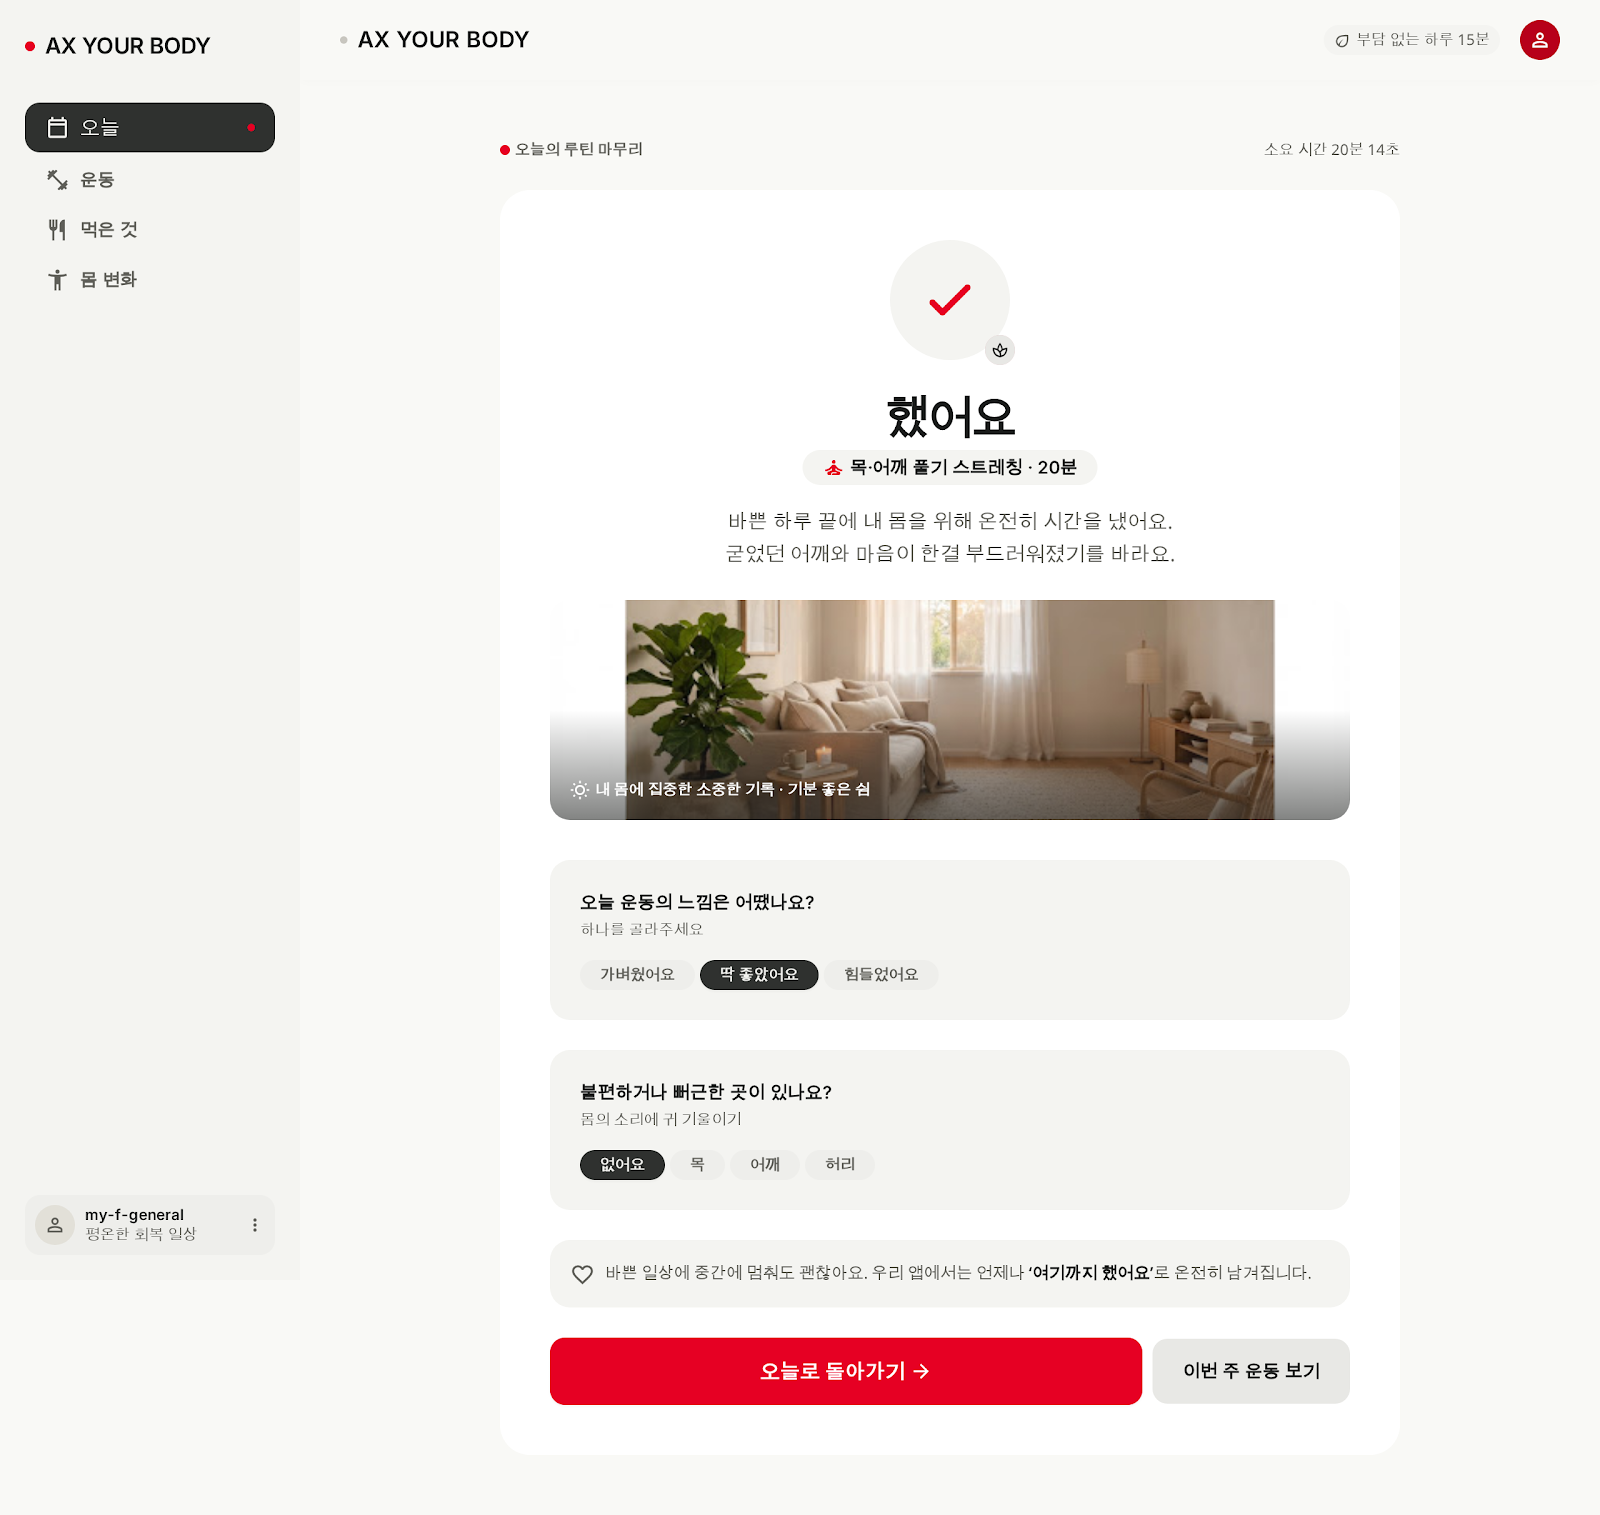 AX YOUR BODY
오늘
운동
먹은 것
몸 변화
my-f-general
평온한 회복 일상
AX YOUR BODY
부담 없는 하루 15분
오늘의 루틴 마무리
소요 시간 20분 14초
했어요
목·어깨 풀기 스트레칭 · 20분
바쁜 하루 끝에 내 몸을 위해 온전히 시간을 냈어요.
굳었던 어깨와 마음이 한결 부드러워졌기를 바라요.
내 몸에 집중한 소중한 기록 · 기분 좋은 쉼
오늘 운동의 느낌은 어땠나요?
하나를 골라주세요
가벼웠어요
딱 좋았어요
힘들었어요
불편하거나 뻐근한 곳이 있나요?
몸의 소리에 귀 기울이기
없어요
목
어깨
허리
바쁜 일상에 중간에 멈춰도 괜찮아요. 우리 앱에서는 언제나 ‘여기까지 했어요’로 온전히 남겨집니다.
오늘로 돌아가기 →
이번 주 운동 보기